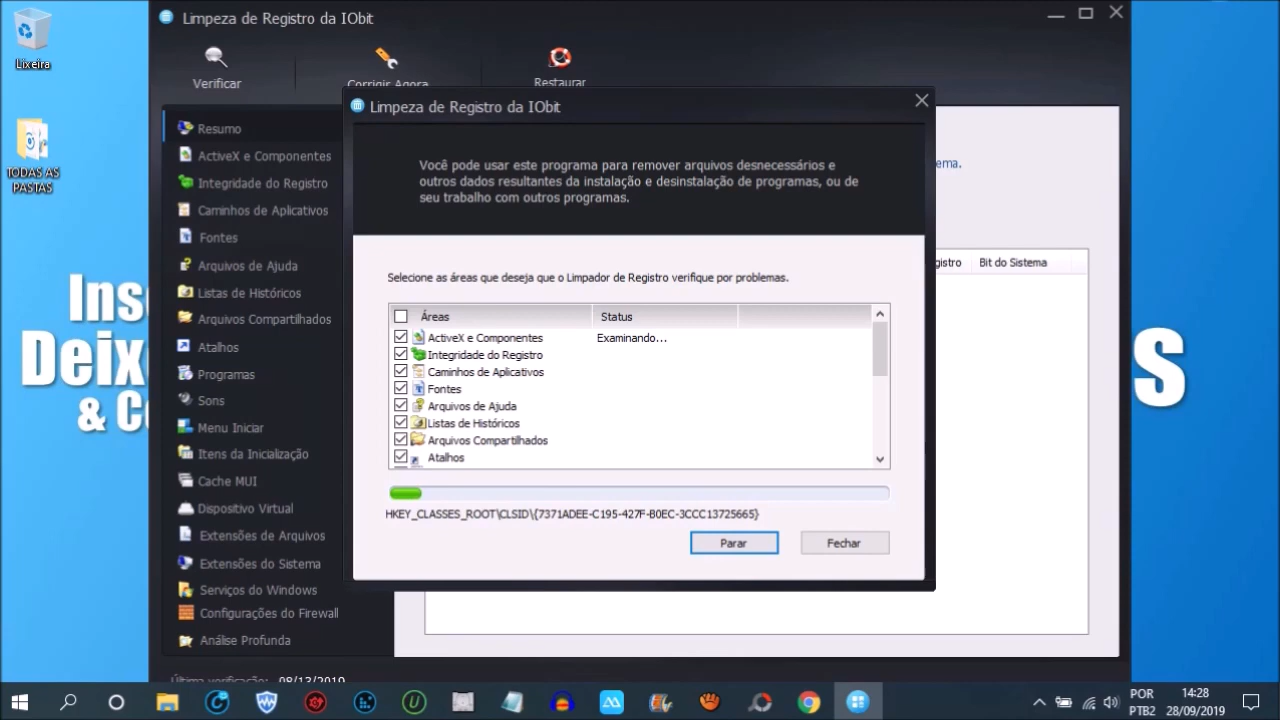 Limpeza de Registro da IObit
Lixeira
Verificar
Corrigir Agora
Restaurar
TODAS AS
PASTAS
Resumo
ActiveX e Componentes
Integridade do Registro
Caminhos de Aplicativos
Fontes
Arquivos de Ajuda
Listas de Históricos
Arquivos Compartilhados
Atalhos
Programas
Sons
Menu Iniciar
Itens da Inicialização
Cache MUI
Dispositivo Virtual
Extensões de Arquivos
Extensões do Sistema
Serviços do Windows
Configurações do Firewall
Análise Profunda
Última verificação: 08/13/2019
Limpeza de Registro da IObit
Você pode usar este programa para remover arquivos desnecessários e
outros dados resultantes da instalação e desinstalação de programas, ou de
seu trabalho com outros programas.
Selecione as áreas que deseja que o Limpador de Registro verifique por problemas.
Áreas Status
ActiveX e Componentes Examinando...
Integridade do Registro
Caminhos de Aplicativos
Fontes
Arquivos de Ajuda
Listas de Históricos
Arquivos Compartilhados
Atalhos
HKEY_CLASSES_ROOT\CLSID\{7371ADEE-C195-427F-B0EC-3CCC13725665}
Parar Fechar
ema.
gistro Bit do Sistema
Ins
Deix
& C
S
POR
PTB2
14:28
28/09/2019